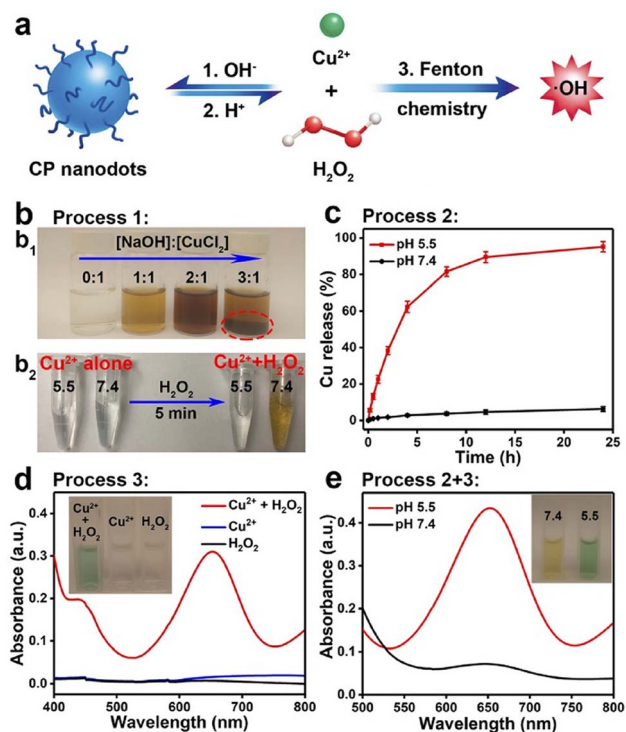 a
Cu²⁺
1. OH⁻
2. H⁺
+
3. Fenton
chemistry
·OH
CP nanodots
H₂O₂
b Process 1:
b₁
[NaOH]:[CuCl₂]
0:1 1:1 2:1 3:1
b₂
Cu²⁺ alone
Cu²⁺+H₂O₂
5.5 7.4
H₂O₂
5 min
5.5 7.4
c Process 2:
pH 5.5
pH 7.4
Cu release (%)
100
80
60
40
20
0
0 5 10 15 20 25
Time (h)
d Process 3:
Cu²⁺
+
H₂O₂
Cu²⁺
H₂O₂
Cu²⁺ + H₂O₂
Cu²⁺
H₂O₂
Absorbance (a.u.)
0.4
0.3
0.2
0.1
0.0
400 500 600 700 800
Wavelength (nm)
e Process 2+3:
pH 5.5
pH 7.4
7.4 5.5
Absorbance (a.u.)
0.4
0.3
0.2
0.1
0.0
500 550 600 650 700 750 800
Wavelength (nm)